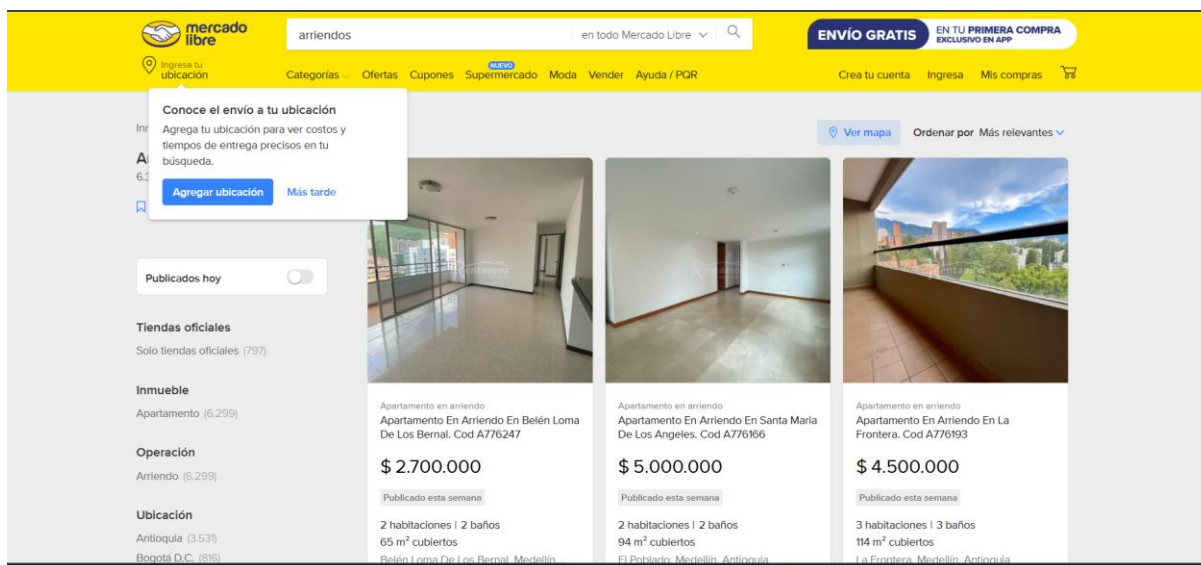 mercado
libre
arriendos
en todo Mercado Libre
ENVÍO GRATIS
EN TU PRIMERA COMPRA
EXCLUSIVO EN APP
Ingresa tu
ubicación
Categorías
Ofertas
Cupones
NUEVO
Supermercado
Moda
Vender
Ayuda / PQR
Crea tu cuenta
Ingresa
Mis compras
Conoce el envío a tu ubicación
Agrega tu ubicación para ver costos y
tiempos de entrega precisos en tu
búsqueda.
Agregar ubicación
Más tarde
Ver mapa
Ordenar por Más relevantes
Publicados hoy
Tiendas oficiales
Solo tiendas oficiales (797)
Inmueble
Apartamento (6.299)
Operación
Arriendo (6.299)
Ubicación
Antioquia (3.531)
Bogotá D.C. (816)
Apartamento en arriendo
Apartamento En Arriendo En Belén Loma
De Los Bernal. Cod A776247
$ 2.700.000
Publicado esta semana
2 habitaciones | 2 baños
65 m² cubiertos
Belén Loma De Los Bernal, Medellín...
Apartamento en arriendo
Apartamento En Arriendo En Santa Maria
De Los Angeles. Cod A776166
$ 5.000.000
Publicado esta semana
2 habitaciones | 2 baños
94 m² cubiertos
El Poblado, Medellín, Antioquia
Apartamento en arriendo
Apartamento En Arriendo En La
Frontera. Cod A776193
$ 4.500.000
Publicado esta semana
3 habitaciones | 3 baños
114 m² cubiertos
La Frontera, Medellín, Antioquia